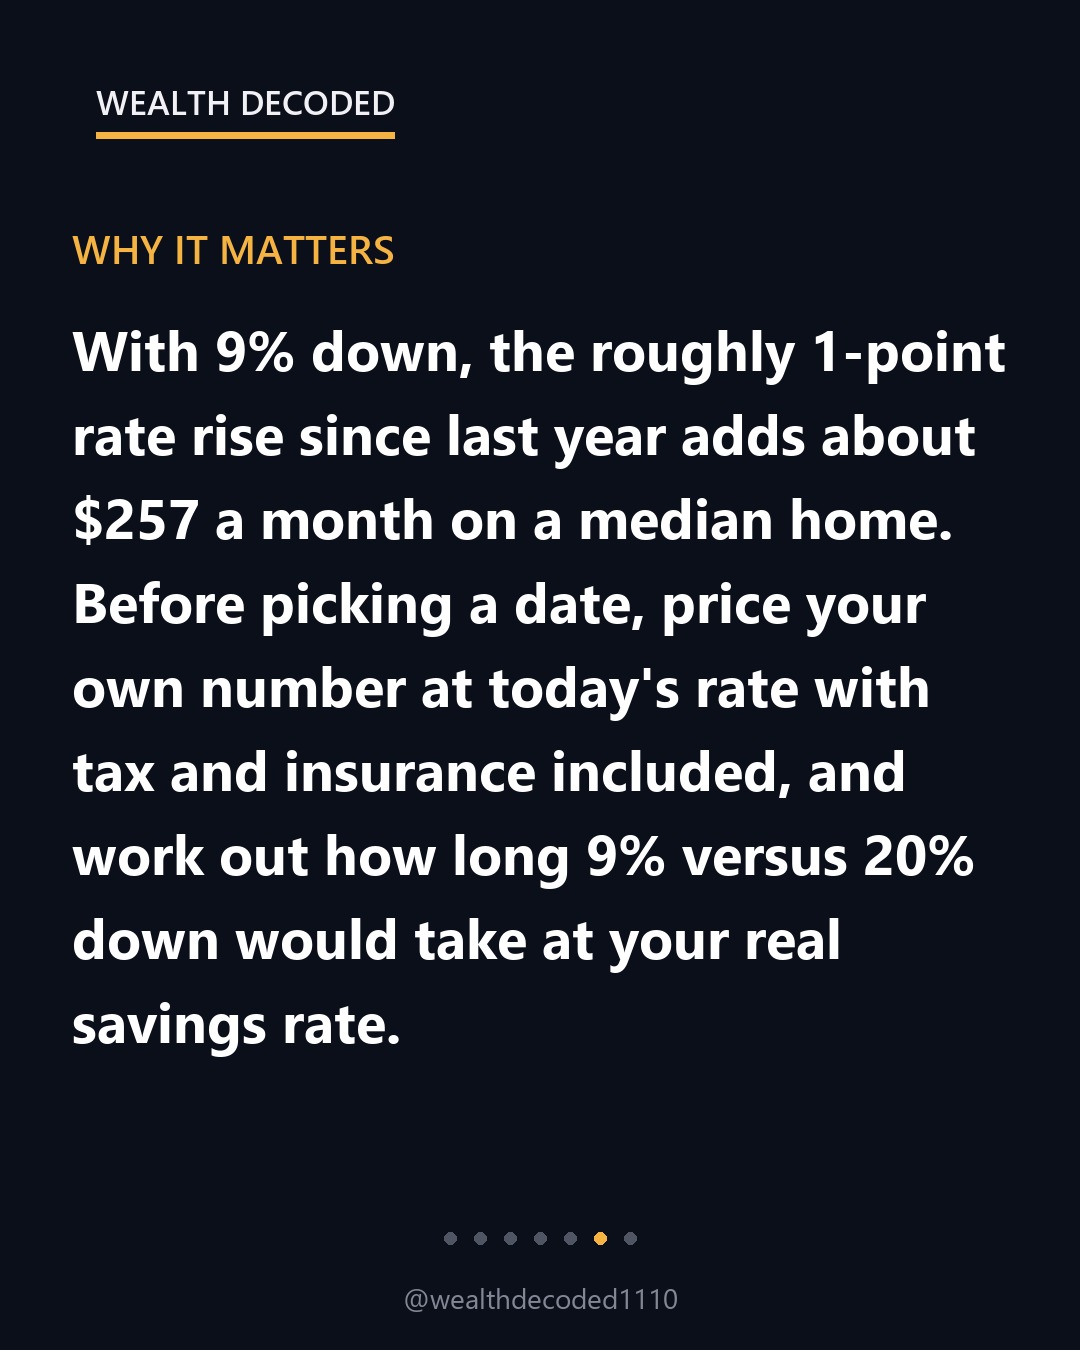 WEALTH DECODED
WHY IT MATTERS
With 9% down, the roughly 1-point
rate rise since last year adds about
$257 a month on a median home.
Before picking a date, price your
own number at today's rate with
tax and insurance included, and
work out how long 9% versus 20%
down would take at your real
savings rate.
@wealthdecoded1110